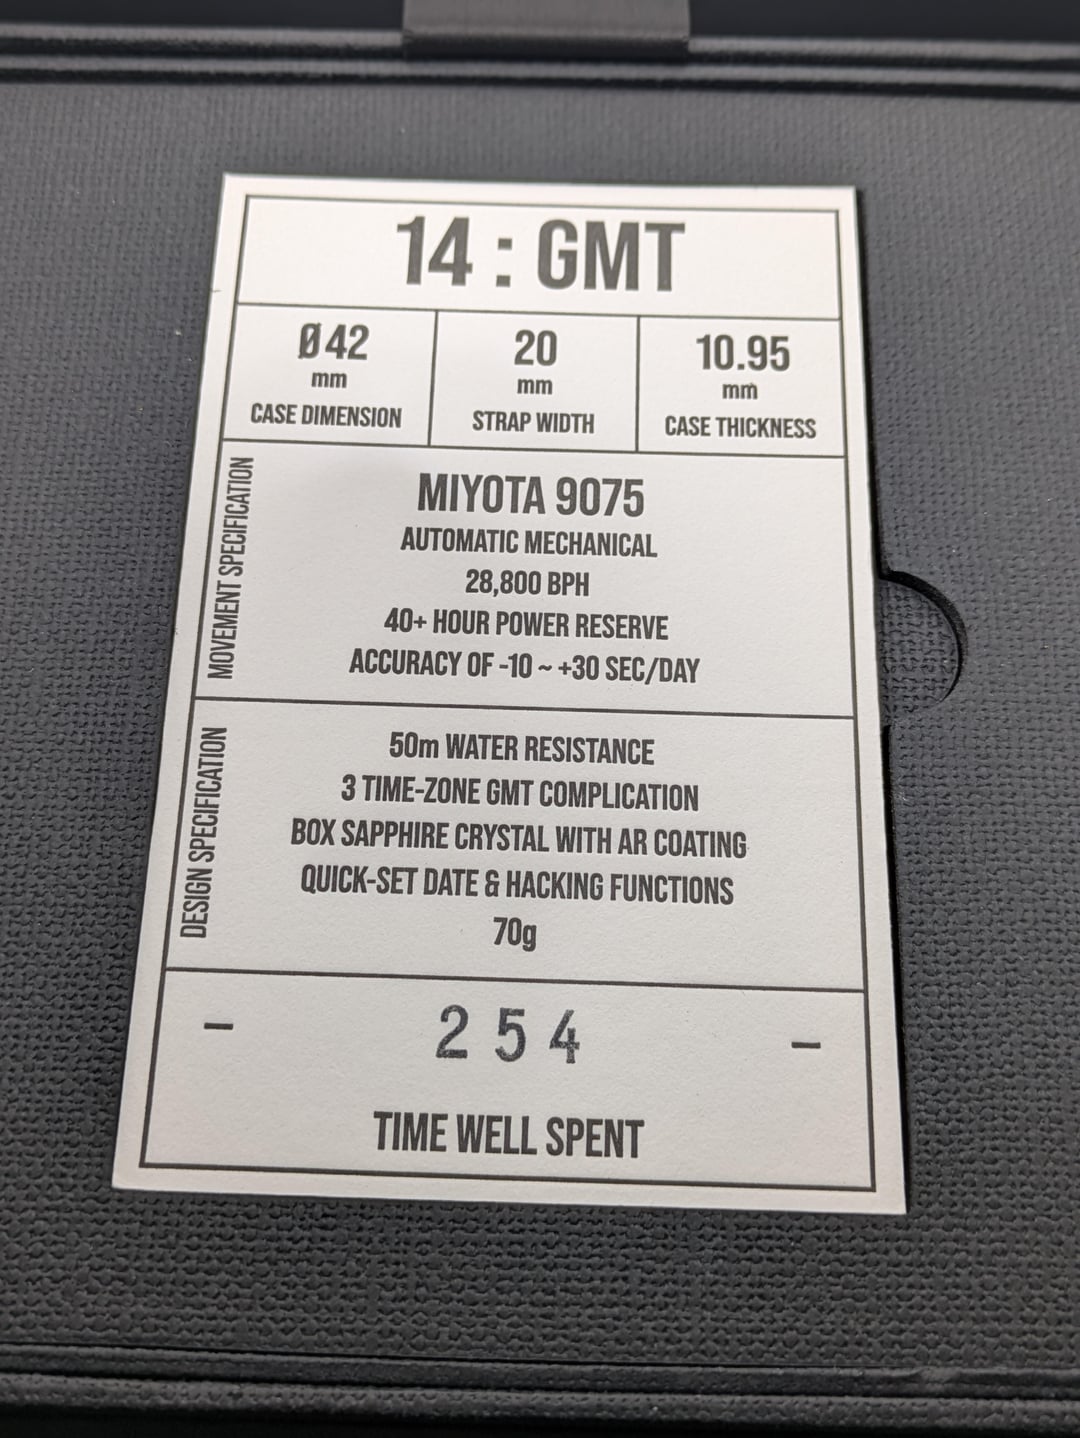 14 : GMT
Ø42
mm
CASE DIMENSION
20
mm
STRAP WIDTH
10.95
mm
CASE THICKNESS
MOVEMENT SPECIFICATION
MIYOTA 9075
AUTOMATIC MECHANICAL
28,800 BPH
40+ HOUR POWER RESERVE
ACCURACY OF -10 ~ +30 SEC/DAY
DESIGN SPECIFICATION
50m WATER RESISTANCE
3 TIME-ZONE GMT COMPLICATION
BOX SAPPHIRE CRYSTAL WITH AR COATING
QUICK-SET DATE & HACKING FUNCTIONS
70g
– 254 –
TIME WELL SPENT